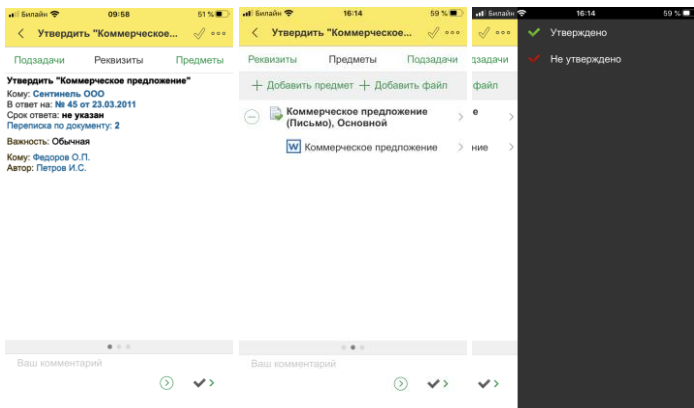 Билайн 09:58 51 %
Утвердить "Коммерческое...
Подзадачи Реквизиты Предметы
Утвердить "Коммерческое предложение"
Кому: Сентинель ООО
В ответ на: № 45 от 23.03.2011
Срок ответа: не указан
Переписка по документу: 2
Важность: Обычная
Кому: Федоров О.П.
Автор: Петров И.С.
Ваш комментарий
Билайн 16:14 59 %
Утвердить "Коммерческое...
Реквизиты Предметы Подзадачи
Добавить предмет Добавить файл
Коммерческое предложение
(Письмо), Основной
W Коммерческое предложение
Ваш комментарий
Билайн 16:14 59 %
дзадачи
файл
е
ние
Утверждено
Не утверждено